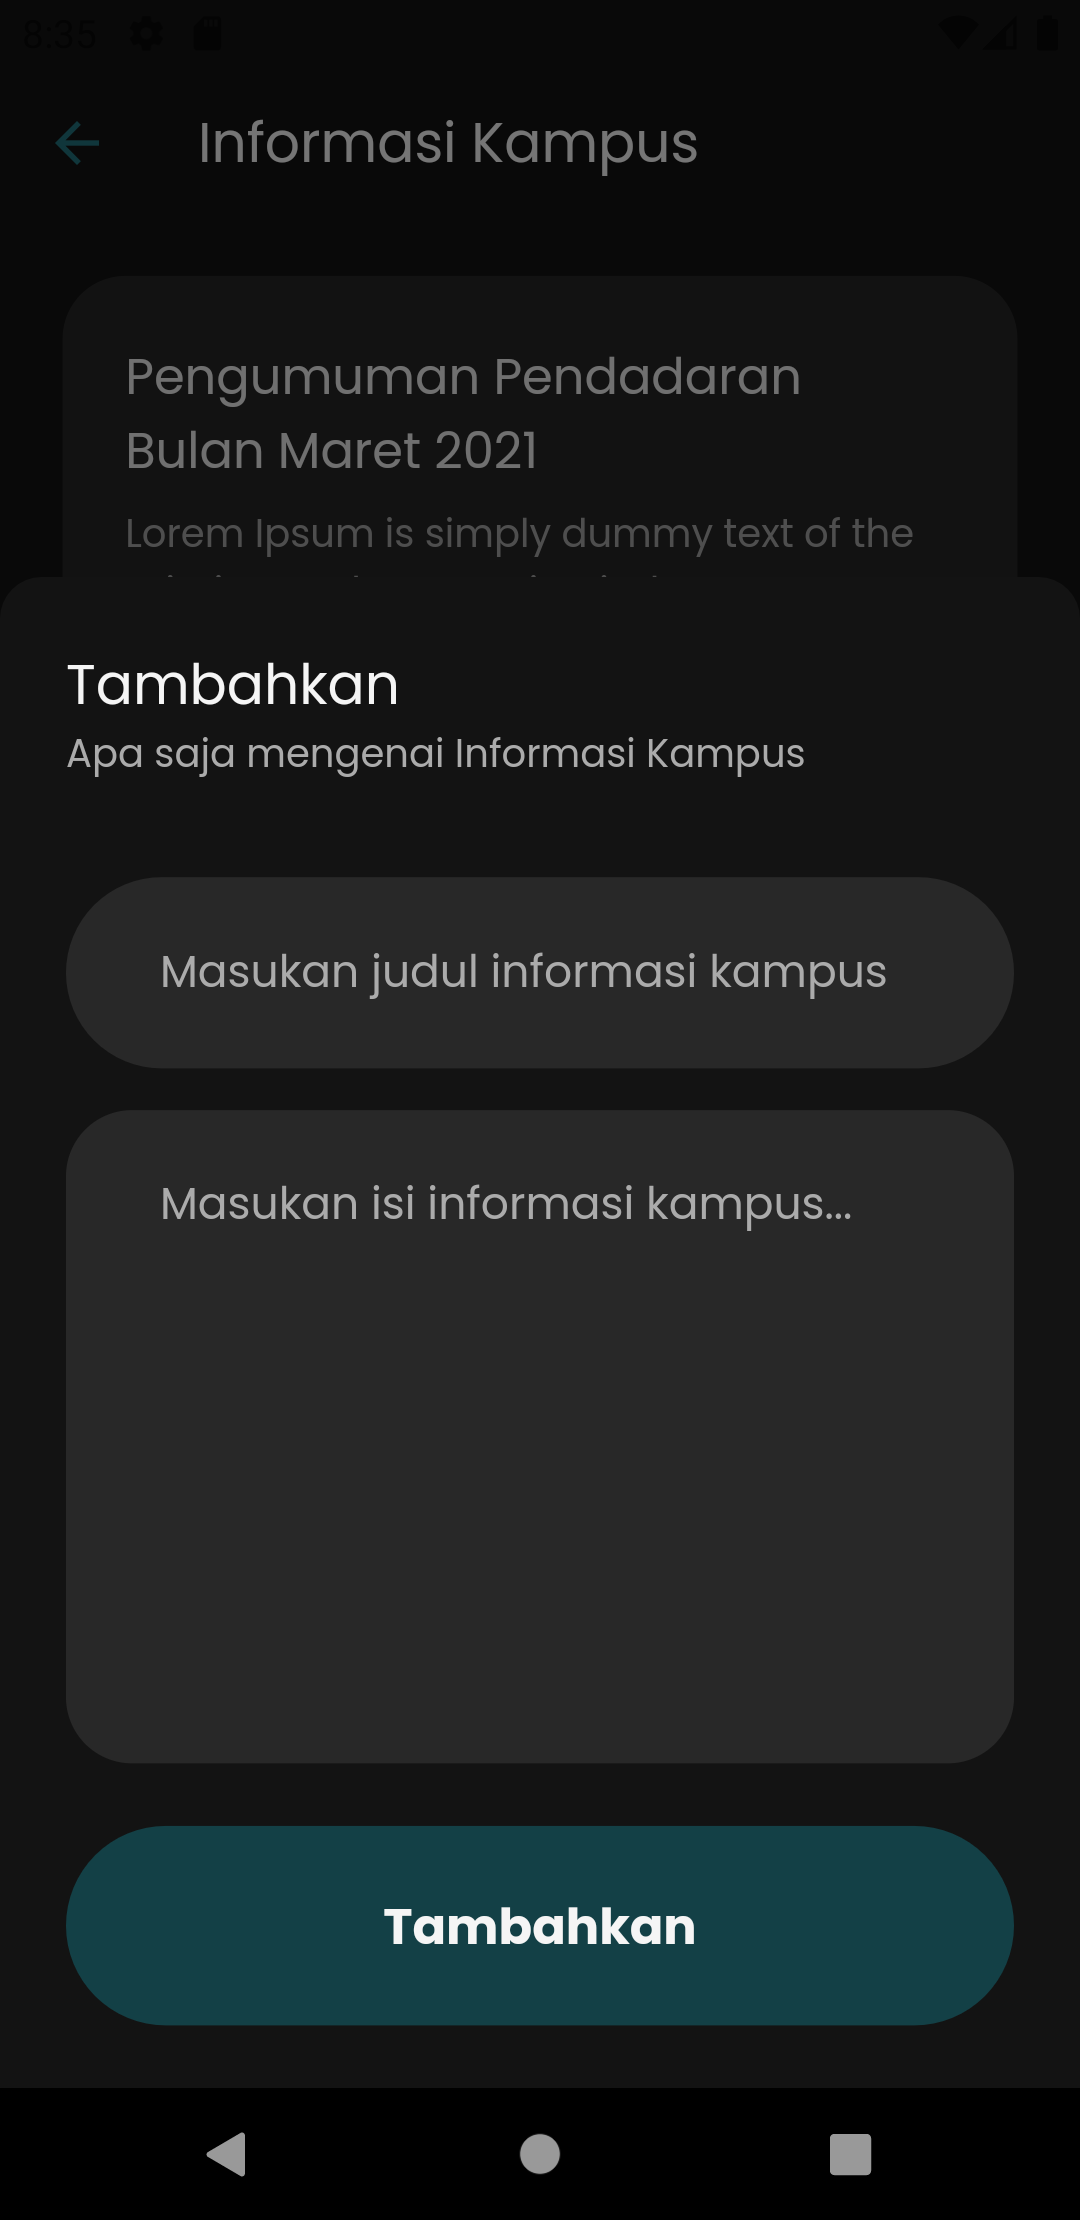 8:35
Informasi Kampus
Pengumuman Pendadaran
Bulan Maret 2021
Lorem Ipsum is simply dummy text of the
Tambahkan
Apa saja mengenai Informasi Kampus
Masukan judul informasi kampus
Masukan isi informasi kampus...
Tambahkan